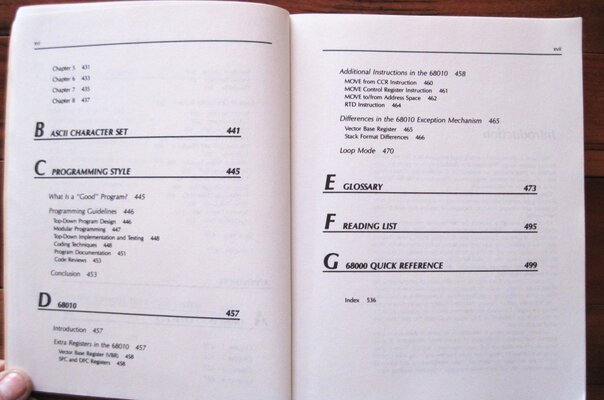 xvi
Chapter 5 431
Chapter 6 433
Chapter 7 435
Chapter 8 437
B ASCII CHARACTER SET 441
C PROGRAMMING STYLE 445
What Is a "Good" Program? 445
Programming Guidelines 446
Top-Down Program Design 446
Modular Programming 447
Top-Down Implementation and Testing 448
Coding Techniques 448
Program Documentation 451
Code Reviews 453
Conclusion 453
D 68010 457
Introduction 457
Extra Registers in the 68010 457
Vector Base Register (VBR) 458
SFC and DFC Registers 458
xvii
Additional Instructions in the 68010 458
MOVE from CCR Instruction 460
MOVE Control Register Instruction 461
MOVE to/from Address Space 462
RTD Instruction 464
Differences in the 68010 Exception Mechanism 465
Vector Base Register 465
Stack Format Differences 466
Loop Mode 470
E GLOSSARY 473
F READING LIST 495
G 68000 QUICK REFERENCE 499
Index 536